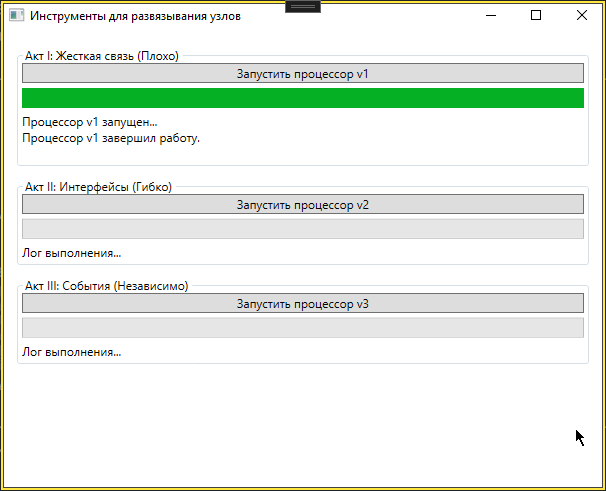 Инструменты для развязывания узлов
Акт I: Жесткая связь (Плохо)
Запустить процессор v1
Процессор v1 запущен...
Процессор v1 завершил работу.
Акт II: Интерфейсы (Гибко)
Запустить процессор v2
Лог выполнения...
Акт III: События (Независимо)
Запустить процессор v3
Лог выполнения...